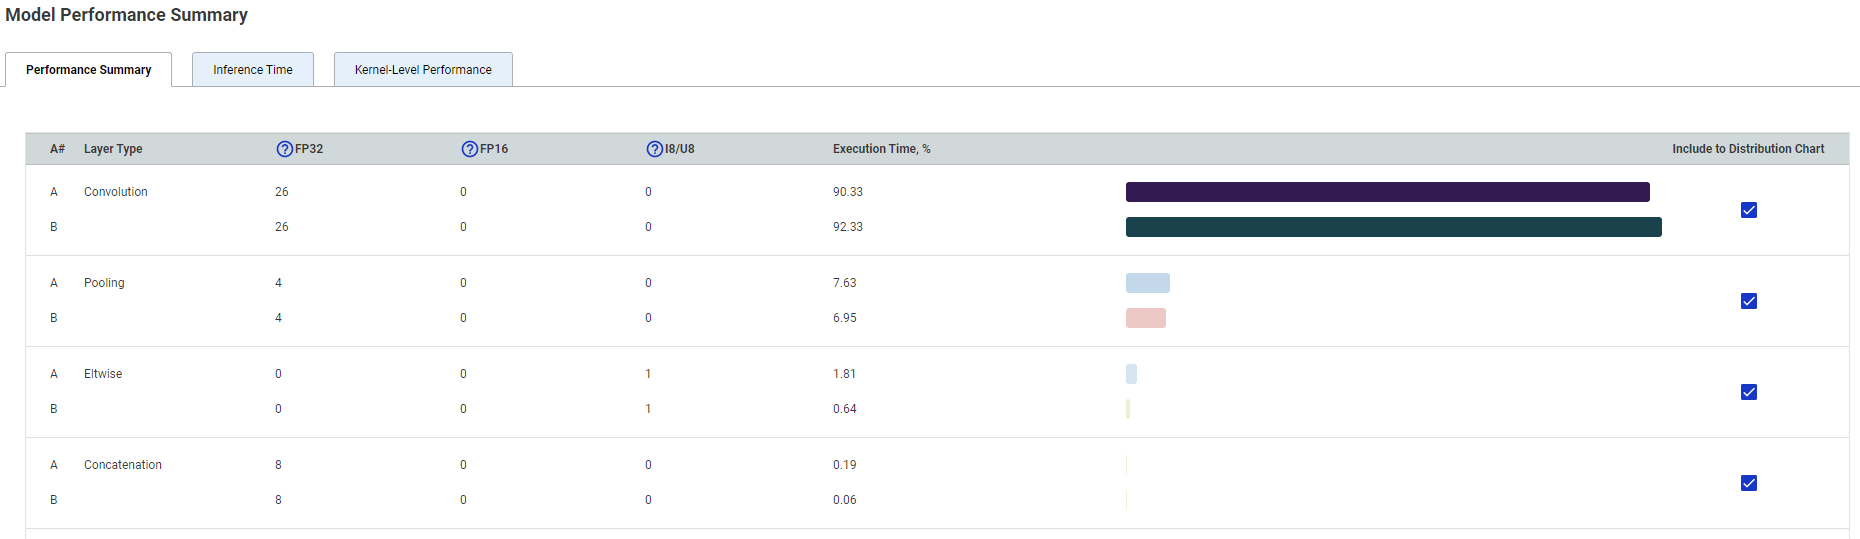 Model Performance Summary
Performance Summary Inference Time Kernel-Level Performance
A# Layer Type ? FP32 ? FP16 ? I8/U8 Execution Time, % Include to Distribution Chart
A Convolution 26 0 0 90.33
B 26 0 0 92.33
A Pooling 4 0 0 7.63
B 4 0 0 6.95
A Eltwise 0 0 1 1.81
B 0 0 1 0.64
A Concatenation 8 0 0 0.19
B 8 0 0 0.06